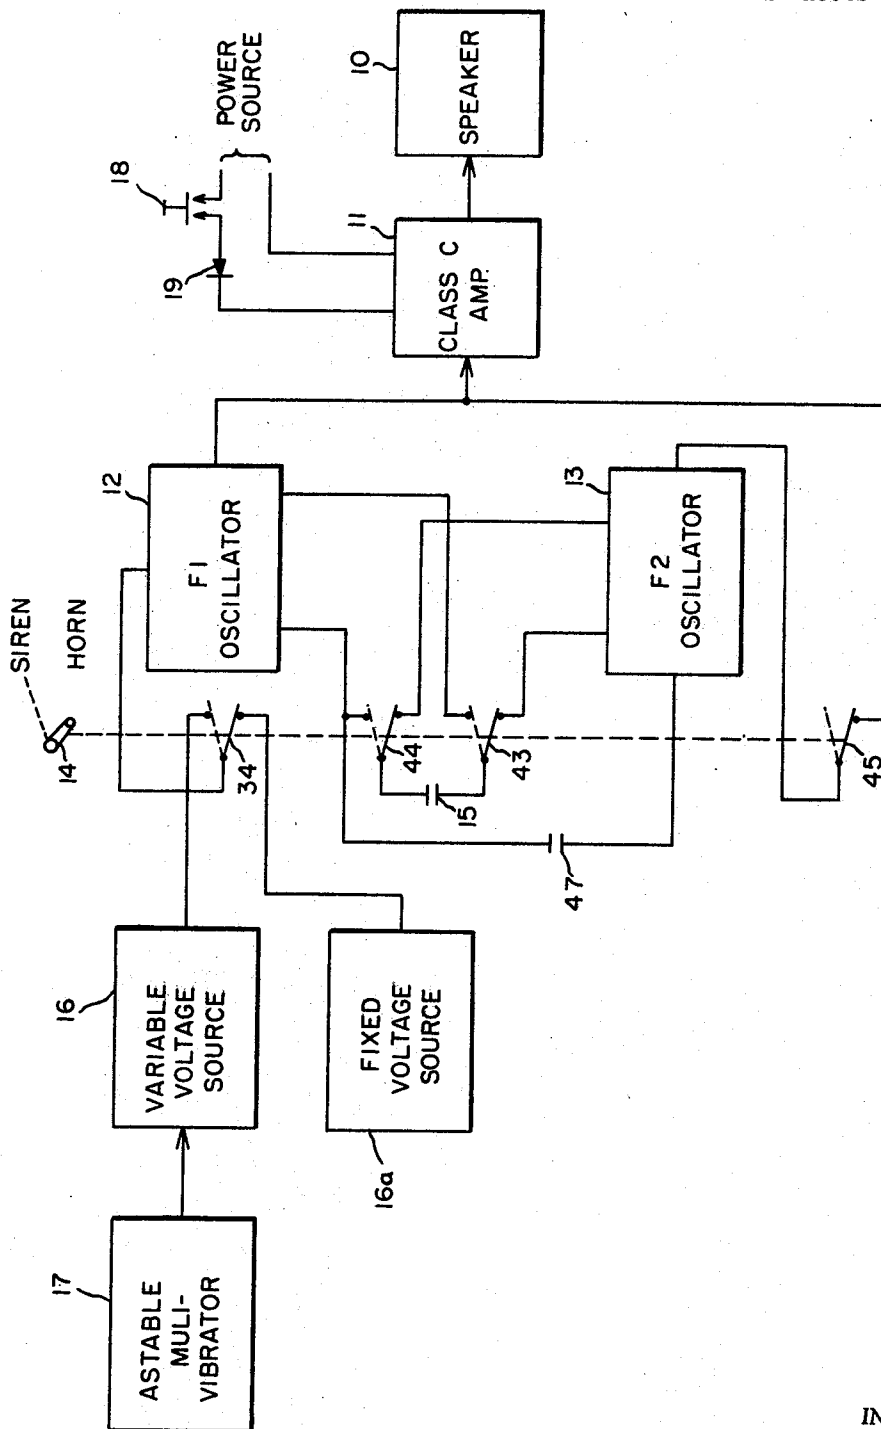 SIREN
HORN
14
POWER
SOURCE
18
19
17
ASTABLE
MULI-
VIBRATOR
16
VARIABLE
VOLTAGE
SOURCE
34
12
F1
OSCILLATOR
11
CLASS C
AMP.
10
SPEAKER
16a
FIXED
VOLTAGE
SOURCE
44
15
43
47
13
F2
OSCILLATOR
45
IN